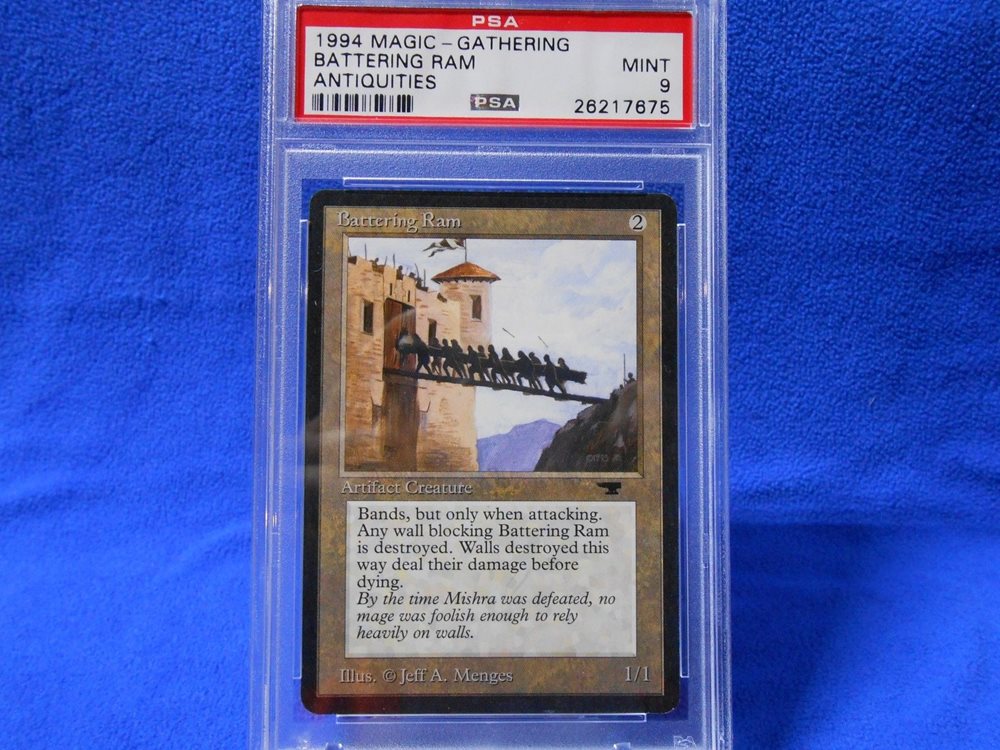 PSA
1994 MAGIC - GATHERING
BATTERING RAM MINT
ANTIQUITIES 9
PSA 26217675
Battering Ram 2
Artifact Creature
Bands, but only when attacking.
Any wall blocking Battering Ram
is destroyed. Walls destroyed this
way deal their damage before
dying.
By the time Mishra was defeated, no
mage was foolish enough to rely
heavily on walls.
Illus. © Jeff A. Menges 1/1